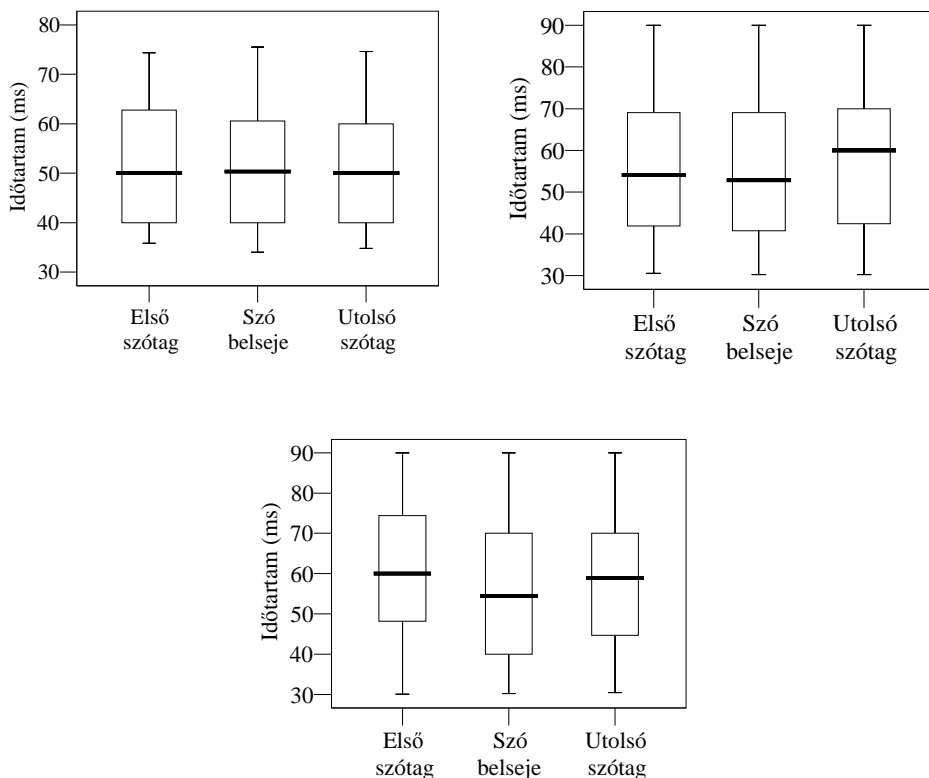 80
70
60
50
40
30
Időtartam (ms)
Első
szótag
Szó
belseje
Utolsó
szótag
90
80
70
60
50
40
30
Időtartam (ms)
Első
szótag
Szó
belseje
Utolsó
szótag
90
80
70
60
50
40
30
Időtartam (ms)
Első
szótag
Szó
belseje
Utolsó
szótag